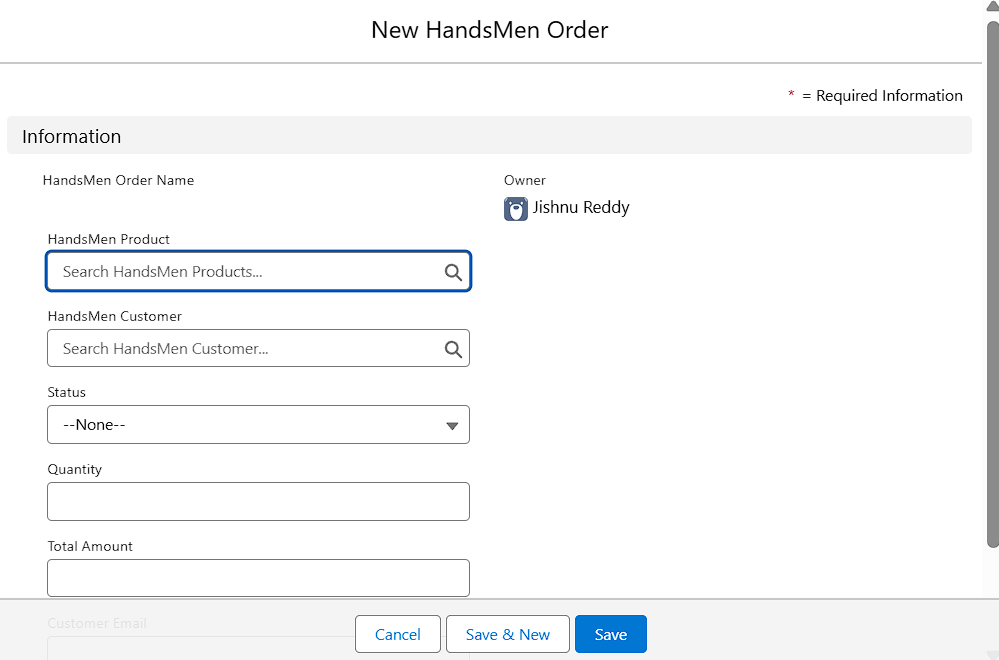 New HandsMen Order
* = Required Information
Information
HandsMen Order Name
Owner
Jishnu Reddy
HandsMen Product
Search HandsMen Products...
HandsMen Customer
Search HandsMen Customer...
Status
--None--
Quantity
Total Amount
Customer Email
Cancel
Save & New
Save